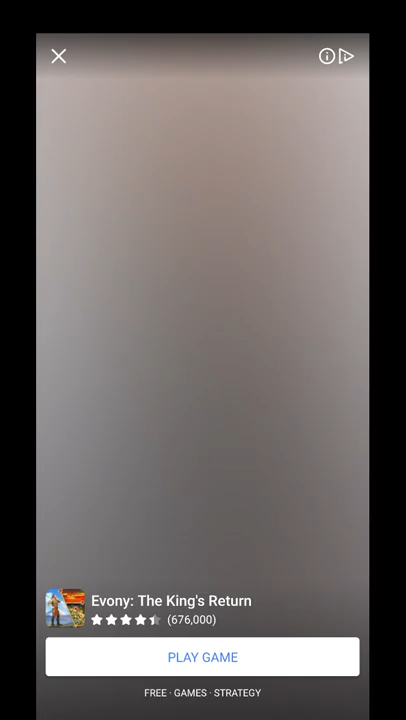 Evony: The King's Return
(676,000)
PLAY GAME
FREE · GAMES · STRATEGY